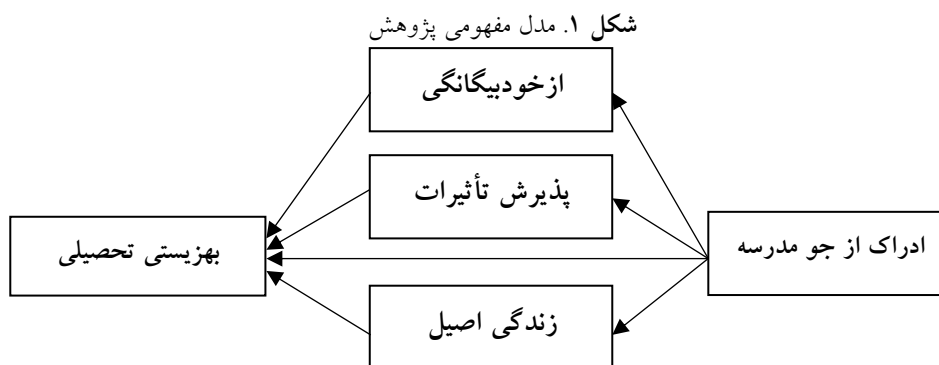 شکل ۱. مدل مفهومی پژوهش
ازخودبیگانگی
پذیرش تأثیرات
ادراک از جو مدرسه
بهزیستی تحصیلی
زندگی اصیل